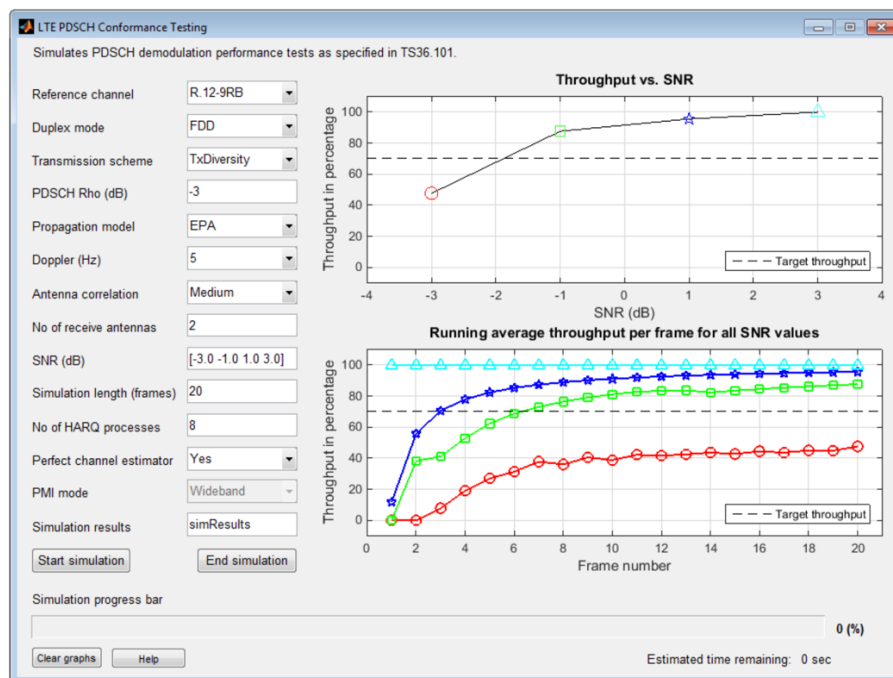 LTE PDSCH Conformance Testing
Simulates PDSCH demodulation performance tests as specified in TS36.101.
Reference channel R.12-9RB
Duplex mode FDD
Transmission scheme TxDiversity
PDSCH Rho (dB) -3
Propagation model EPA
Doppler (Hz) 5
Antenna correlation Medium
No of receive antennas 2
SNR (dB) [-3.0 -1.0 1.0 3.0]
Simulation length (frames) 20
No of HARQ processes 8
Perfect channel estimator Yes
PMI mode Wideband
Simulation results simResults
Start simulation End simulation
Throughput vs. SNR
Throughput in percentage
100
80
60
40
20
0
Target throughput
-4 -3 -2 -1 0 1 2 3 4
SNR (dB)
Running average throughput per frame for all SNR values
Throughput in percentage
100
80
60
40
20
0
Target throughput
0 2 4 6 8 10 12 14 16 18 20
Frame number
Simulation progress bar
0 (%)
Clear graphs Help
Estimated time remaining: 0 sec